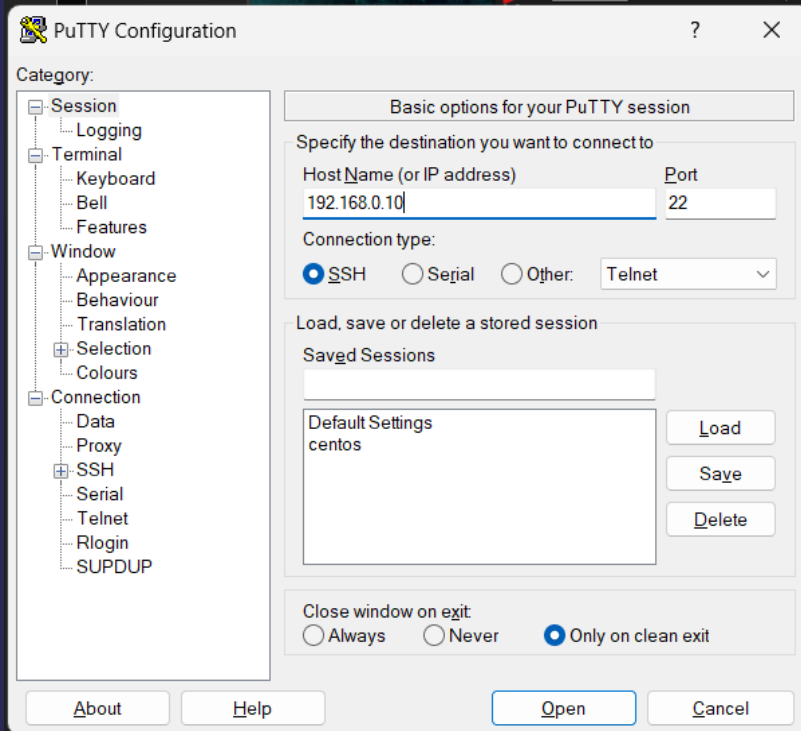 PuTTY Configuration
?
Category:
Session
Logging
Terminal
Keyboard
Bell
Features
Window
Appearance
Behaviour
Translation
Selection
Colours
Connection
Data
Proxy
SSH
Serial
Telnet
Rlogin
SUPDUP
Basic options for your PuTTY session
Specify the destination you want to connect to
Host Name (or IP address) Port
192.168.0.10 22
Connection type:
SSH Serial Other: Telnet
Load, save or delete a stored session
Saved Sessions
Default Settings
centos
Load
Save
Delete
Close window on exit:
Always Never Only on clean exit
About Help Open Cancel